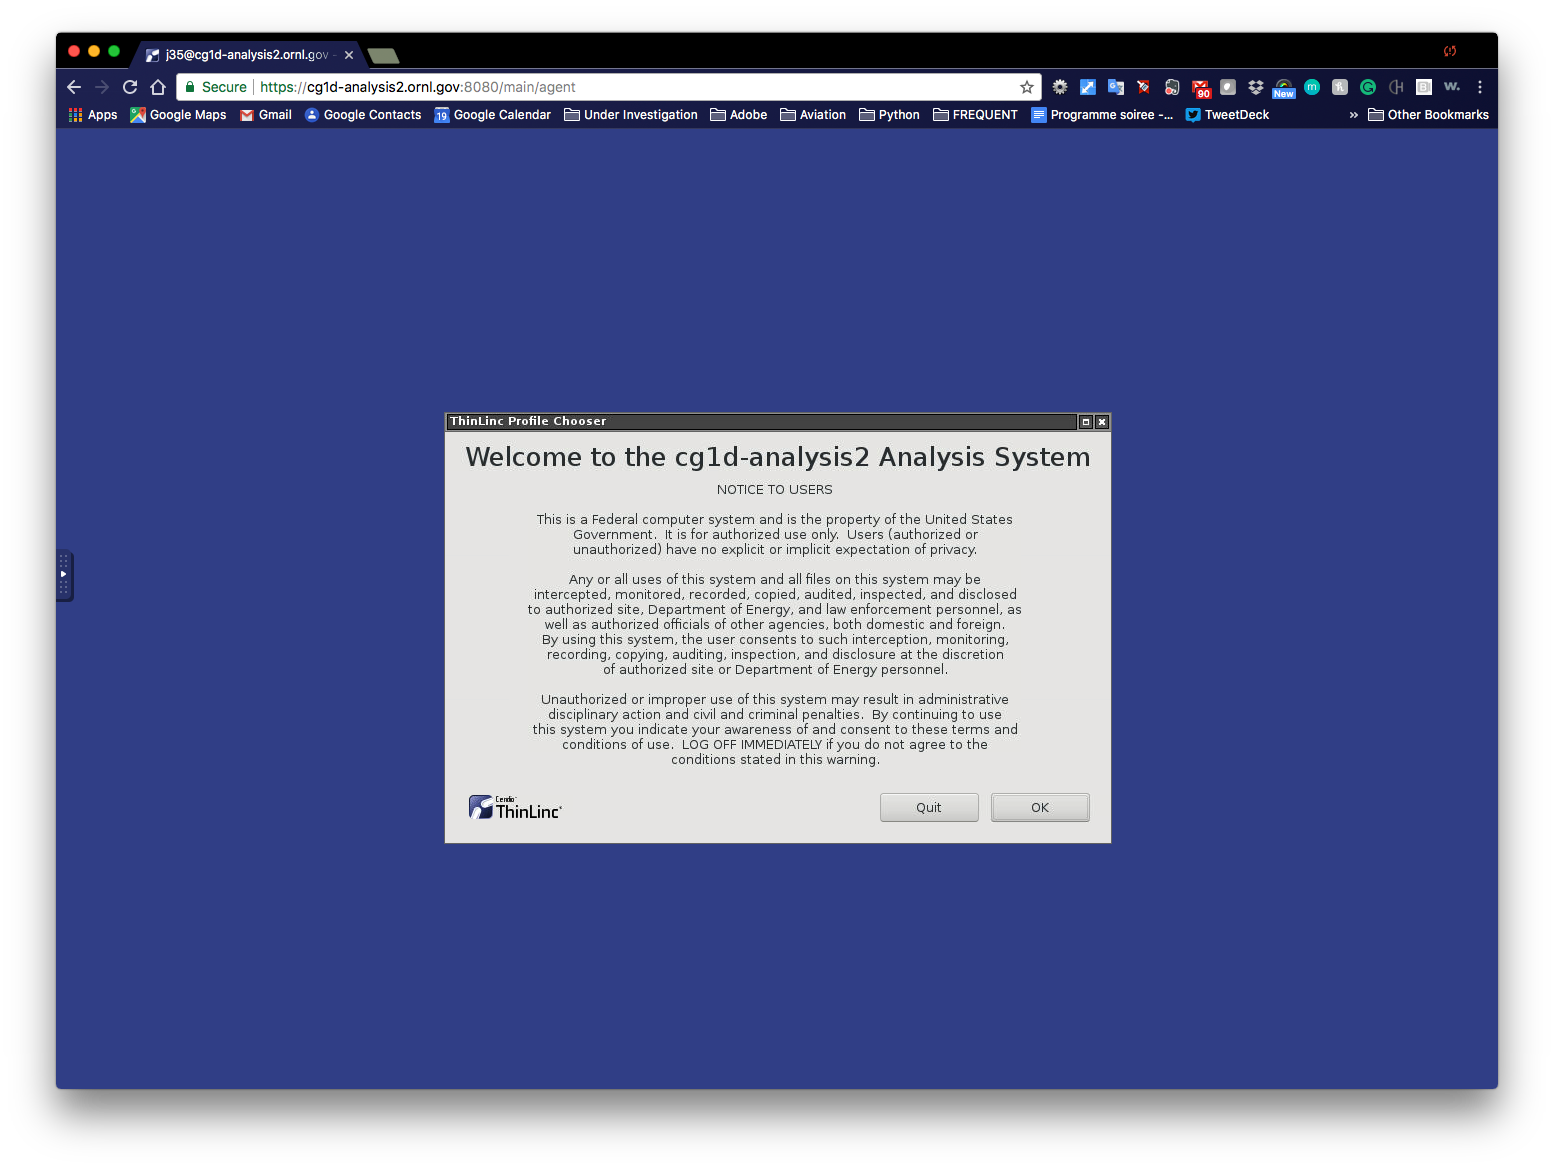 j35@cg1d-analysis2.ornl.gov -
Secure https://cg1d-analysis2.ornl.gov:8080/main/agent
90 New m B w.
Apps Google Maps Gmail Google Contacts 19 Google Calendar Under Investigation Adobe Aviation Python FREQUENT Programme soiree -... TweetDeck » Other Bookmarks
ThinLinc Profile Chooser
Welcome to the cg1d-analysis2 Analysis System
NOTICE TO USERS
This is a Federal computer system and is the property of the United States
Government. It is for authorized use only. Users (authorized or
unauthorized) have no explicit or implicit expectation of privacy.
Any or all uses of this system and all files on this system may be
intercepted, monitored, recorded, copied, audited, inspected, and disclosed
to authorized site, Department of Energy, and law enforcement personnel, as
well as authorized officials of other agencies, both domestic and foreign.
By using this system, the user consents to such interception, monitoring,
recording, copying, auditing, inspection, and disclosure at the discretion
of authorized site or Department of Energy personnel.
Unauthorized or improper use of this system may result in administrative
disciplinary action and civil and criminal penalties. By continuing to use
this system you indicate your awareness of and consent to these terms and
conditions of use. LOG OFF IMMEDIATELY if you do not agree to the
conditions stated in this warning.
Cendio
ThinLinc
Quit OK